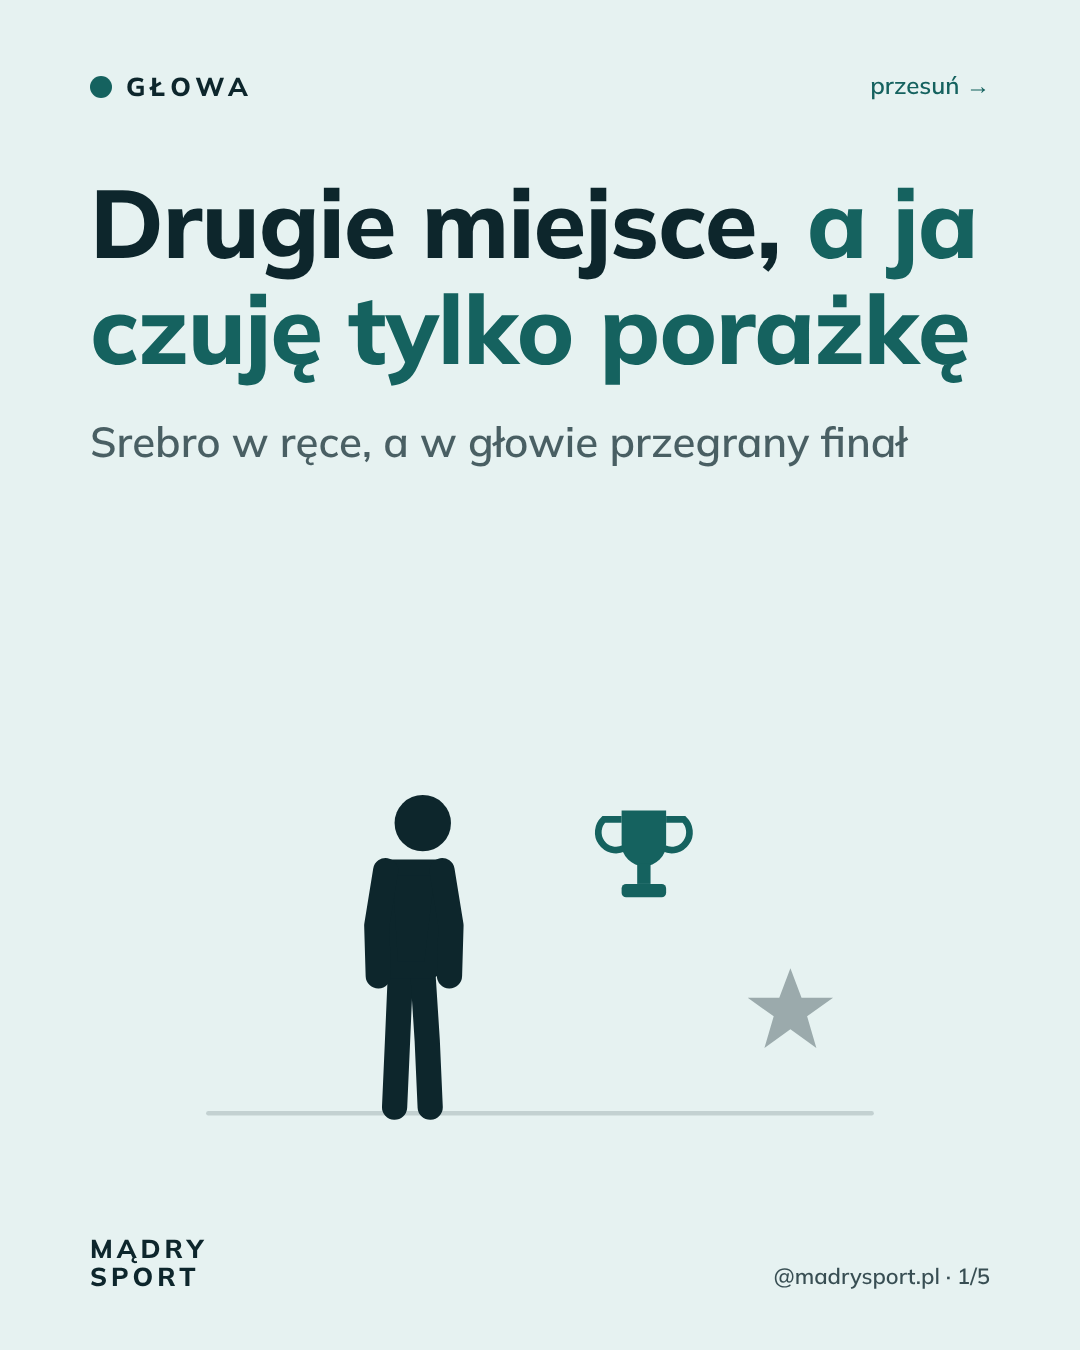 GŁOWA
przesuń →
Drugie miejsce, a ja
czuję tylko porażkę
Srebro w ręce, a w głowie przegrany finał
MĄDRY
SPORT
@madrysport.pl · 1/5